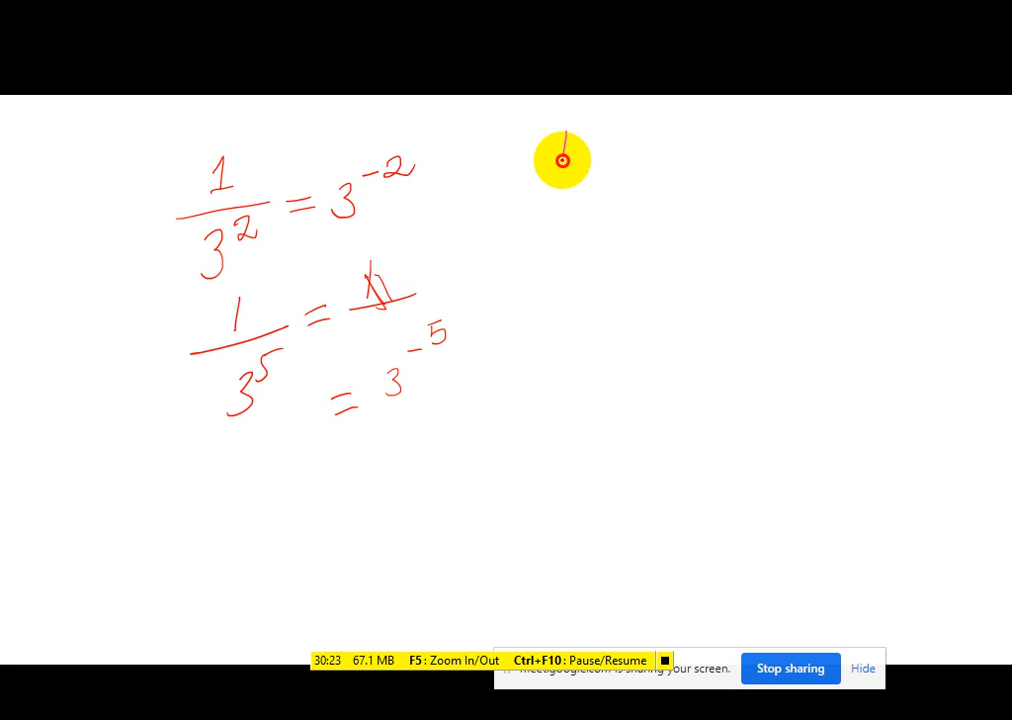 1/3^2 = 3^-2
1/3^5 =
= 3^-5
30:23 67.1 MB F5: Zoom In/Out Ctrl+F10: Pause/Resume
meet.google.com is sharing your screen. Stop sharing Hide